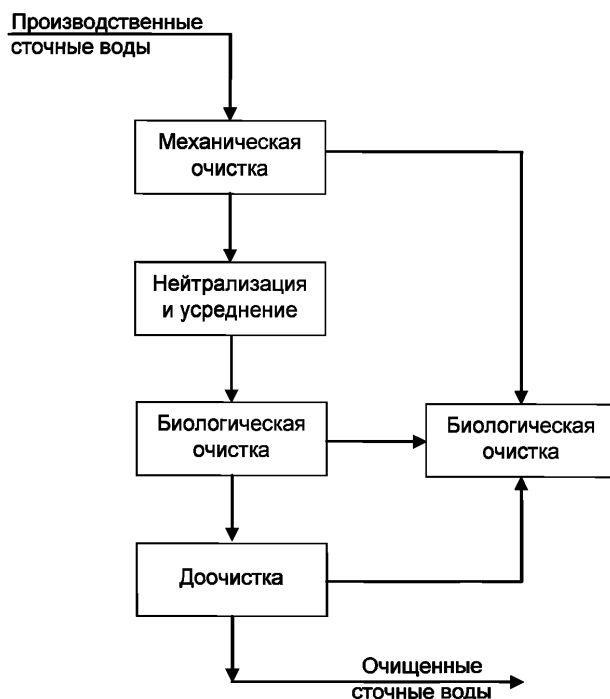 Производственные
сточные воды
Механическая
очистка
Нейтрализация
и усреднение
Биологическая
очистка
Биологическая
очистка
Доочистка
Очищенные
сточные воды